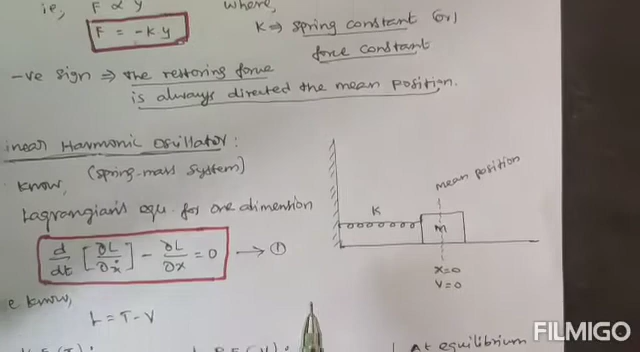 ie, F ∝ y where,
F = -k y
K ⇒ spring constant (or)
force constant
-ve sign ⇒ the restoring force
is always directed the mean position.
inear Harmonic Oscillator:
(spring-mass system)
know,
Lagrangian's equ. for one dimension
d/dt [∂L/∂ẋ] - ∂L/∂x = 0 → ①
e know,
L = T - V
mean position
K
m
x=0
V=0
At equilibrium
FILMIGO